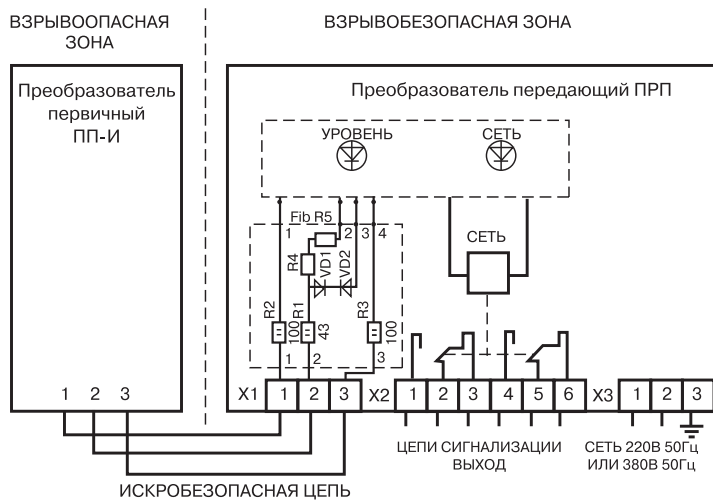 ВЗРЫВООПАСНАЯ
ЗОНА
ВЗРЫВОБЕЗОПАСНАЯ ЗОНА
Преобразователь
первичный
ПП-И
Преобразователь передающий ПРП
УРОВЕНЬ
СЕТЬ
Fib R5
1
2
3
4
R4
VD1
VD2
СЕТЬ
R2
100
R1
43
R3
100
1
2
3
1 2 3
X1
1 2 3
X2
1 2 3 4 5 6
X3
1 2 3
ЦЕПИ СИГНАЛИЗАЦИИ
ВЫХОД
СЕТЬ 220В 50Гц
ИЛИ 380В 50Гц
ИСКРОБЕЗОПАСНАЯ ЦЕПЬ